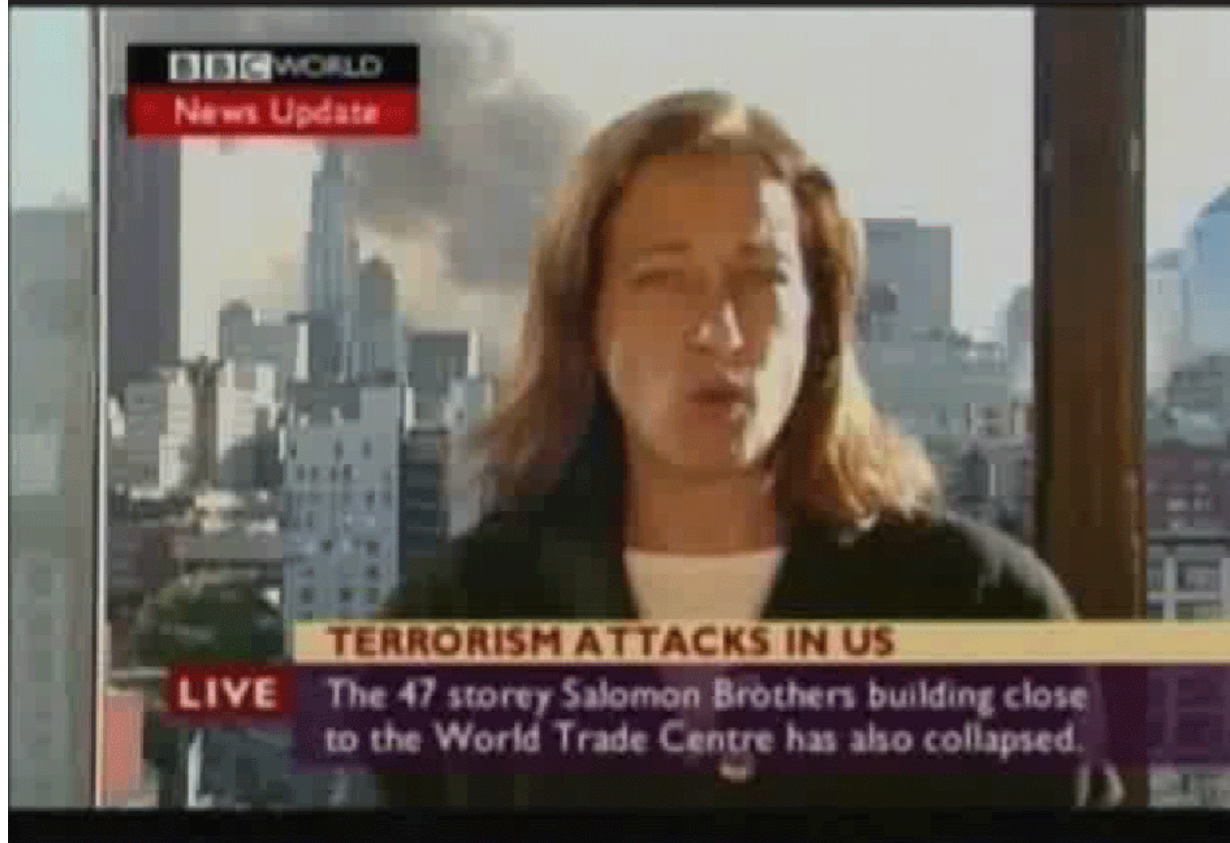 BBC WORLD
News Update
TERRORISM ATTACKS IN US
LIVE
The 47 storey Salomon Brothers building close
to the World Trade Centre has also collapsed.